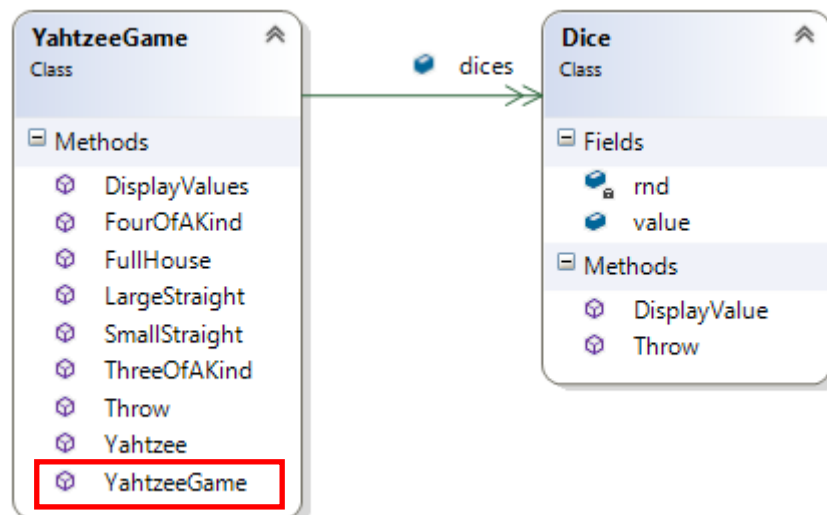 YahtzeeGame
Class
Methods
DisplayValues
FourOfAKind
FullHouse
LargeStraight
SmallStraight
ThreeOfAKind
Throw
Yahtzee
YahtzeeGame
dices
Dice
Class
Fields
rnd
value
Methods
DisplayValue
Throw